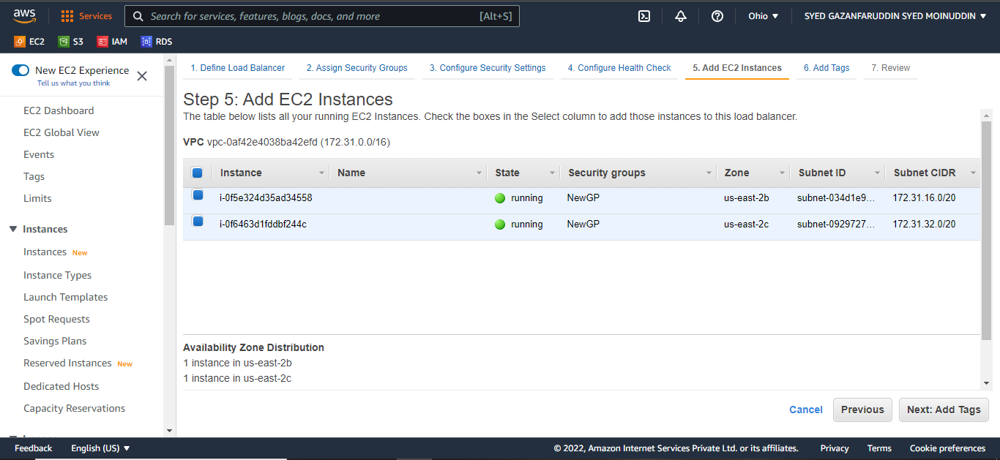 aws
Services
Search for services, features, blogs, docs, and more
[Alt+S]
Ohio
SYED GAZANFARUDDIN SYED MOINUDDIN
EC2
S3
IAM
RDS
New EC2 Experience
Tell us what you think
EC2 Dashboard
EC2 Global View
Events
Tags
Limits
Instances
Instances New
Instance Types
Launch Templates
Spot Requests
Savings Plans
Reserved Instances New
Dedicated Hosts
Capacity Reservations
1. Define Load Balancer
2. Assign Security Groups
3. Configure Security Settings
4. Configure Health Check
5. Add EC2 Instances
6. Add Tags
7. Review
Step 5: Add EC2 Instances
The table below lists all your running EC2 Instances. Check the boxes in the Select column to add those instances to this load balancer.
VPC vpc-0af42e4038ba42efd (172.31.0.0/16)
Instance Name State Security groups Zone Subnet ID Subnet CIDR
i-0f5e324d35ad34558 running NewGP us-east-2b subnet-034d1e9... 172.31.16.0/20
i-0f6463d1fddbf244c running NewGP us-east-2c subnet-0929727... 172.31.32.0/20
Availability Zone Distribution
1 instance in us-east-2b
1 instance in us-east-2c
Cancel
Previous
Next: Add Tags
Feedback
English (US)
© 2022, Amazon Internet Services Private Ltd. or its affiliates.
Privacy
Terms
Cookie preferences